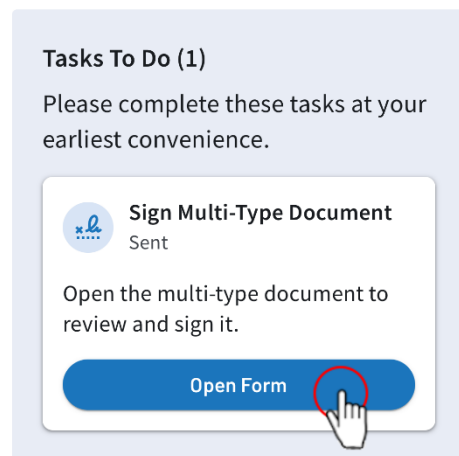 Tasks To Do (1)
Please complete these tasks at your
earliest convenience.
Sign Multi-Type Document
Sent
Open the multi-type document to
review and sign it.
Open Form